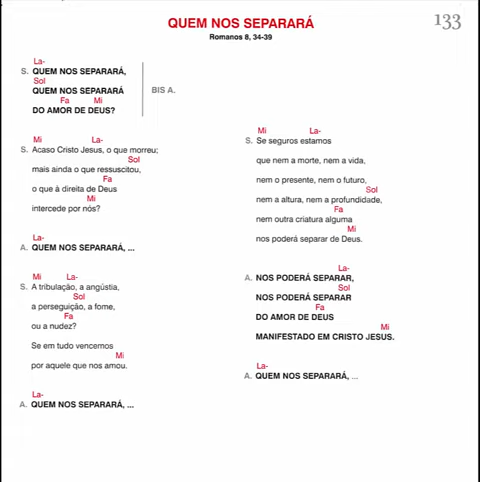 QUEM NOS SEPARARÁ
133
Romanos 8, 34-39
La-
S. QUEM NOS SEPARARÁ,
Sol
QUEM NOS SEPARARÁ BIS A.
Fa Mi
DO AMOR DE DEUS?
Mi La-
S. Acaso Cristo Jesus, o que morreu;
Sol
mais ainda o que ressuscitou,
Fa
o que à direita de Deus
Mi
intercede por nós?
La-
A. QUEM NOS SEPARARÁ, ...
Mi La-
S. A tribulação, a angústia,
Sol
a perseguição, a fome,
Fa
ou a nudez?
Se em tudo vencemos
Mi
por aquele que nos amou.
La-
A. QUEM NOS SEPARARÁ, ...
Mi La-
S. Se seguros estamos
que nem a morte, nem a vida,
nem o presente, nem o futuro,
Sol
nem a altura, nem a profundidade,
Fa
nem outra criatura alguma
Mi
nos poderá separar de Deus.
La-
A. NOS PODERÁ SEPARAR,
Sol
NOS PODERÁ SEPARAR
Fa
DO AMOR DE DEUS
Mi
MANIFESTADO EM CRISTO JESUS.
La-
A. QUEM NOS SEPARARÁ, ...